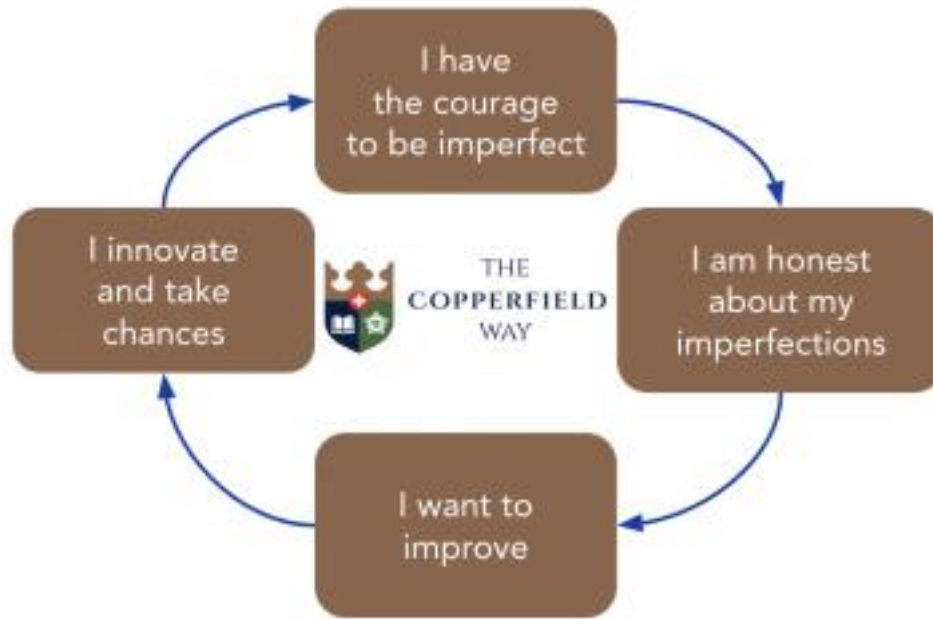 I have
the courage
to be imperfect
I am honest
about my
imperfections
I want to
improve
I innovate
and take
chances
THE
COPPERFIELD
WAY